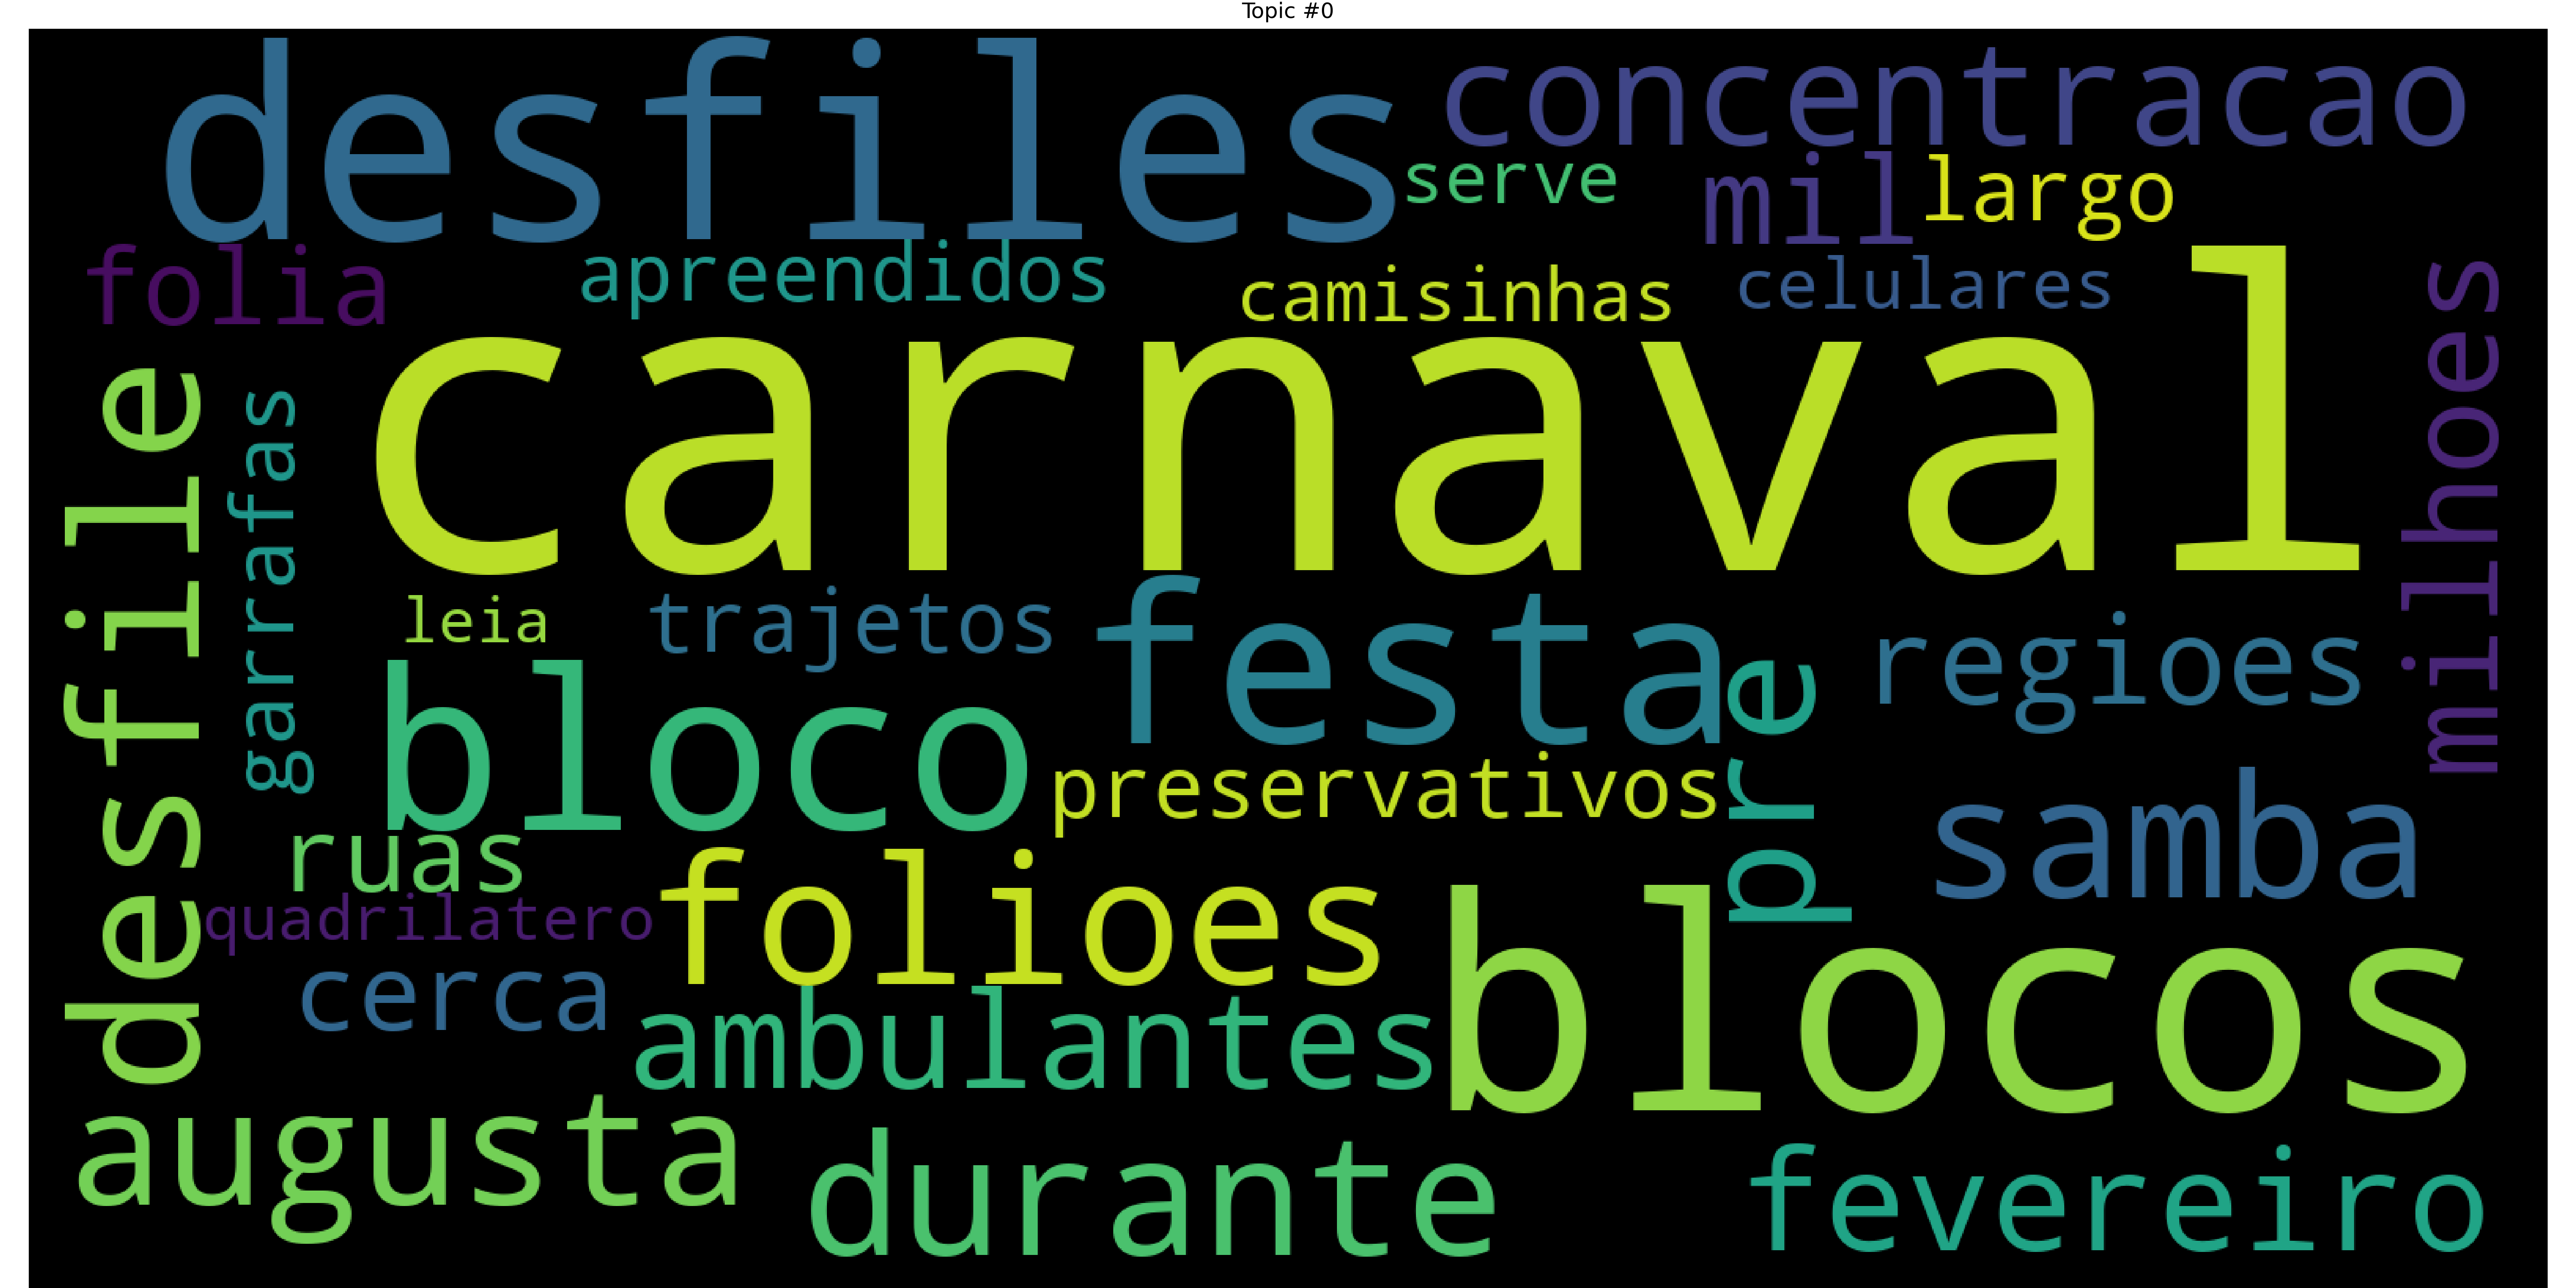 Topic #0
desfiles
concentracao
serve
mil
largo
folia
apreendidos
camisinhas
celulares
carnaval
milhoes
desfile
garrafas
leia
trajetos
festa
regioes
bloco
pre
preservativos
samba
ruas
folioes
blocos
quadrilatero
cerca
ambulantes
augusta
durante
fevereiro